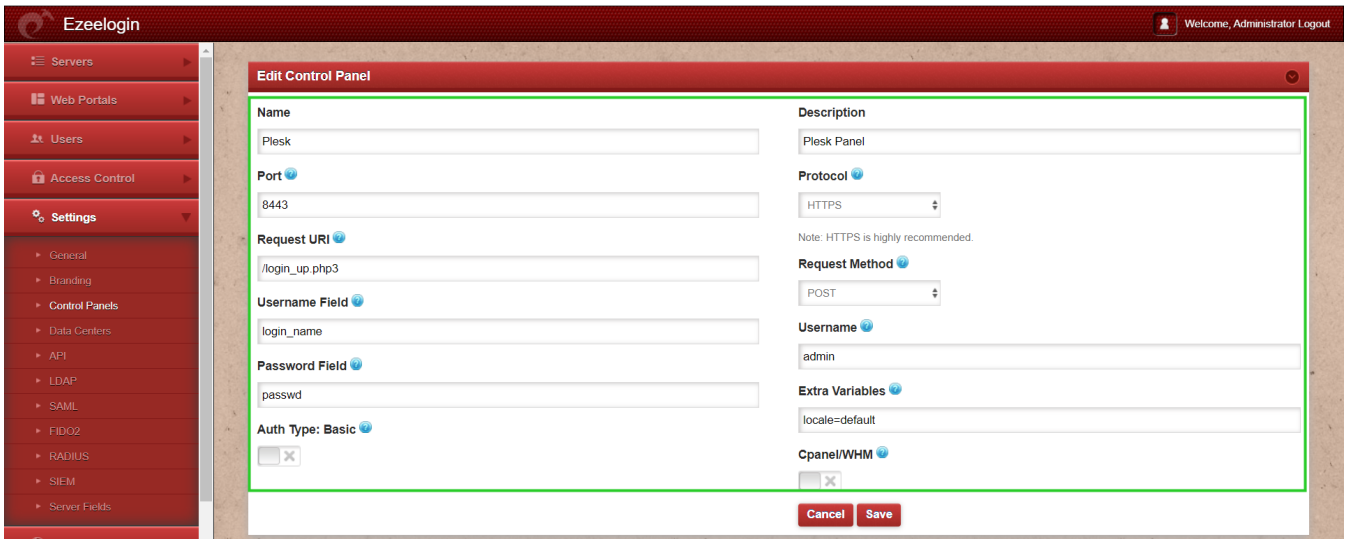 Ezeelogin
Welcome, Administrator Logout
Servers
Web Portals
Users
Access Control
Settings
General
Branding
Control Panels
Data Centers
API
LDAP
SAML
FIDO2
RADIUS
SIEM
Server Fields
Edit Control Panel
Name
Plesk
Description
Plesk Panel
Port
8443
Protocol
HTTPS
Note: HTTPS is highly recommended.
Request URI
/login_up.php3
Request Method
POST
Username Field
login_name
Username
admin
Password Field
passwd
Extra Variables
locale=default
Auth Type: Basic
Cpanel/WHM
Cancel Save